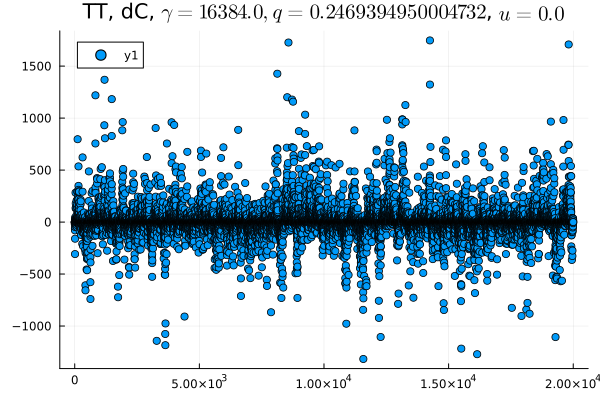 TT, dC, γ = 16384.0, q = 0.2469394950004732, u = 0.0
y1
1500
1000
500
0
−500
−1000
0 5.00×10³ 1.00×10⁴ 1.50×10⁴ 2.00×10⁴